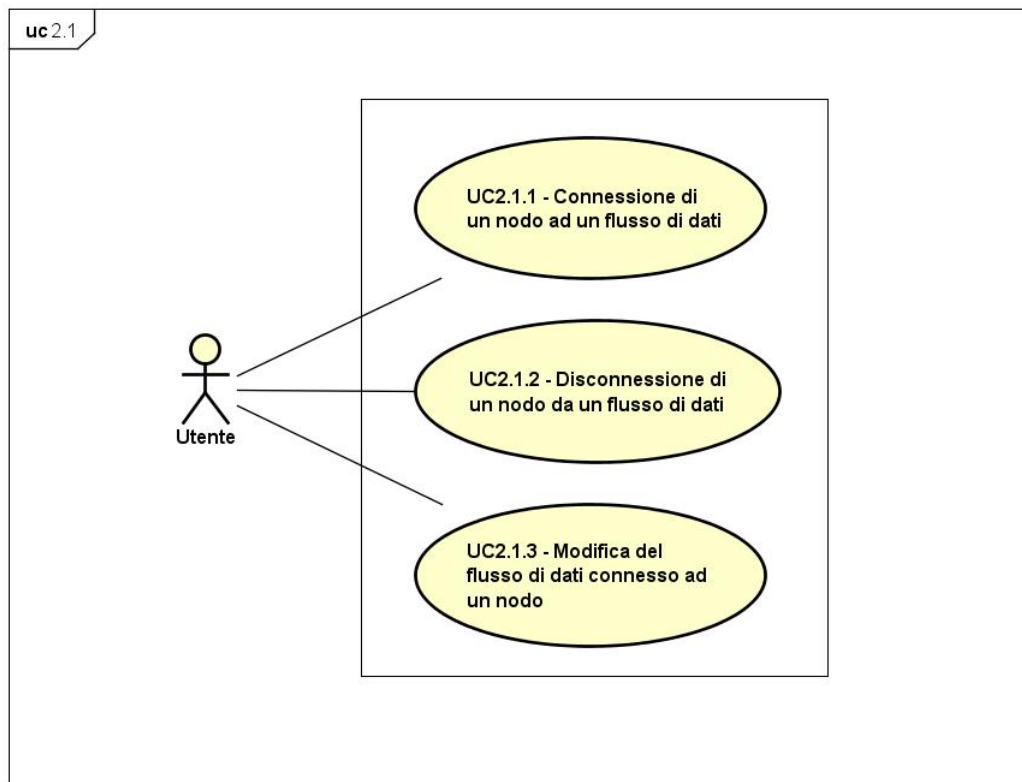 uc 2.1
UC2.1.1 - Connessione di
un nodo ad un flusso di dati
UC2.1.2 - Disconnessione di
un nodo da un flusso di dati
Utente
UC2.1.3 - Modifica del
flusso di dati connesso ad
un nodo